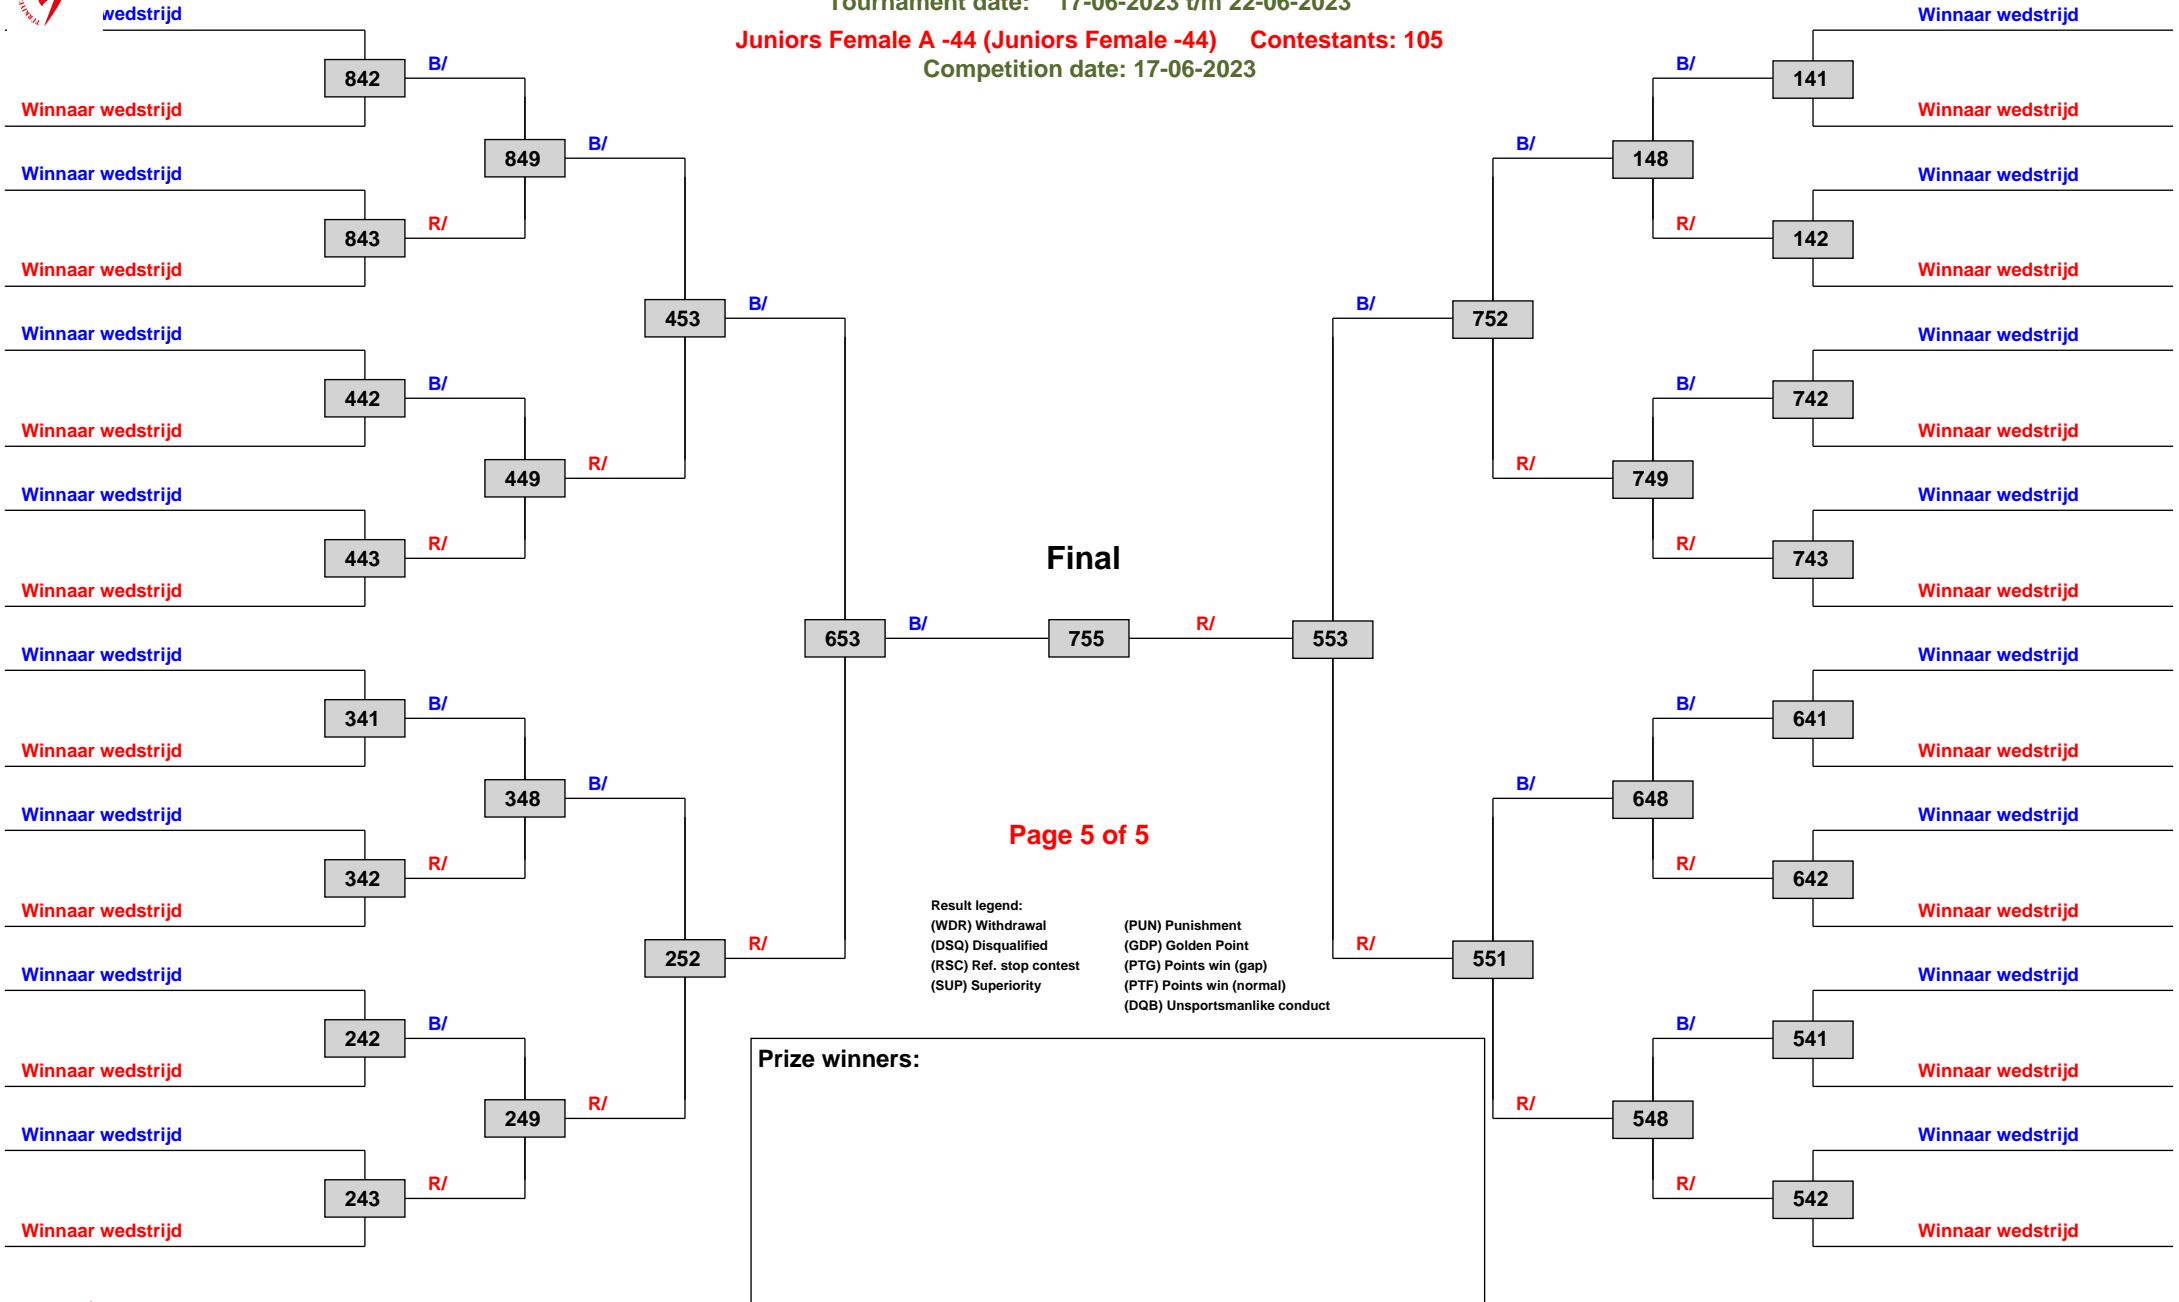 Tournament date: 17-06-2023 t/m 22-06-2023
Juniors Female A -44 (Juniors Female -44) Contestants: 105
Competition date: 17-06-2023
wedstrijd
842
B/
Winnaar wedstrijd
849
B/
Winnaar wedstrijd
843
R/
Winnaar wedstrijd
453
B/
Winnaar wedstrijd
442
B/
Winnaar wedstrijd
449
R/
Winnaar wedstrijd
443
R/
Winnaar wedstrijd
Final
653
B/
755
R/
553
Winnaar wedstrijd
341
B/
Winnaar wedstrijd
348
B/
Winnaar wedstrijd
342
R/
Winnaar wedstrijd
252
R/
Winnaar wedstrijd
242
B/
Winnaar wedstrijd
249
R/
Winnaar wedstrijd
243
R/
Winnaar wedstrijd
Winnaar wedstrijd
B/
141
Winnaar wedstrijd
B/
148
Winnaar wedstrijd
R/
142
Winnaar wedstrijd
B/
752
Winnaar wedstrijd
B/
742
Winnaar wedstrijd
R/
749
Winnaar wedstrijd
R/
743
Winnaar wedstrijd
Winnaar wedstrijd
B/
641
Winnaar wedstrijd
B/
648
Winnaar wedstrijd
R/
642
Winnaar wedstrijd
R/
551
Winnaar wedstrijd
B/
541
Winnaar wedstrijd
R/
548
Winnaar wedstrijd
R/
542
Winnaar wedstrijd
Page 5 of 5
Result legend:
(WDR) Withdrawal (PUN) Punishment
(DSQ) Disqualified (GDP) Golden Point
(RSC) Ref. stop contest (PTG) Points win (gap)
(SUP) Superiority (PTF) Points win (normal)
(DQB) Unsportsmanlike conduct
Prize winners: